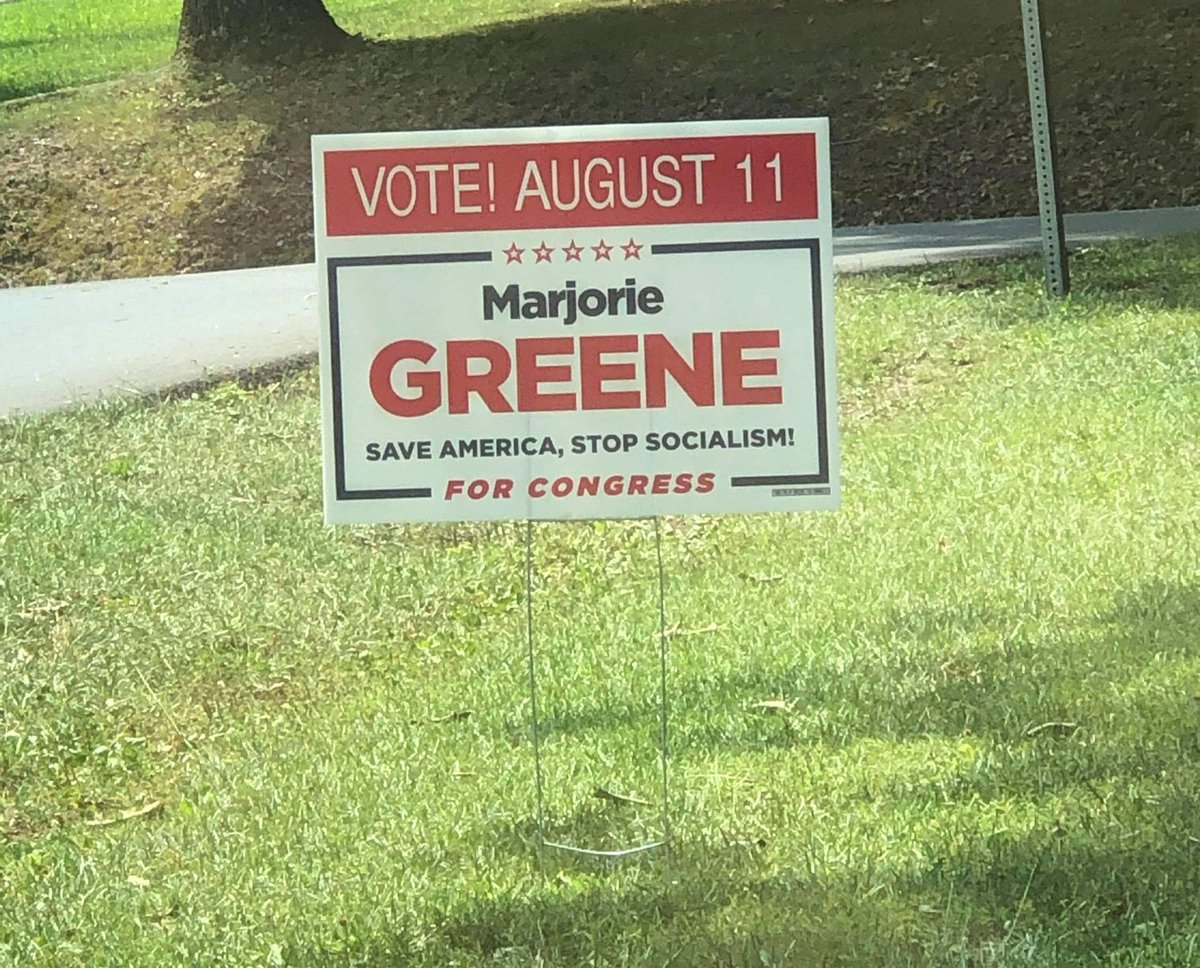 VOTE! AUGUST 11
Marjorie
GREENE
SAVE AMERICA, STOP SOCIALISM!
FOR CONGRESS